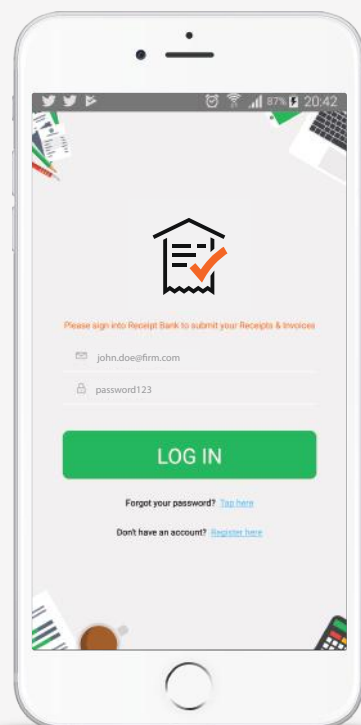 87% 20:42
Please sign into Receipt Bank to submit your Receipts & Invoices
john.doe@firm.com
password123
LOG IN
Forgot your password? Tap here
Don't have an account? Register here